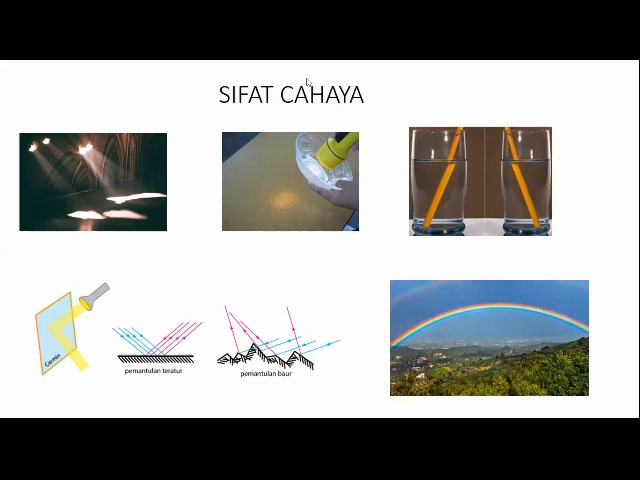 SIFAT CAHAYA
Cermin
pemantulan teratur
pemantulan baur